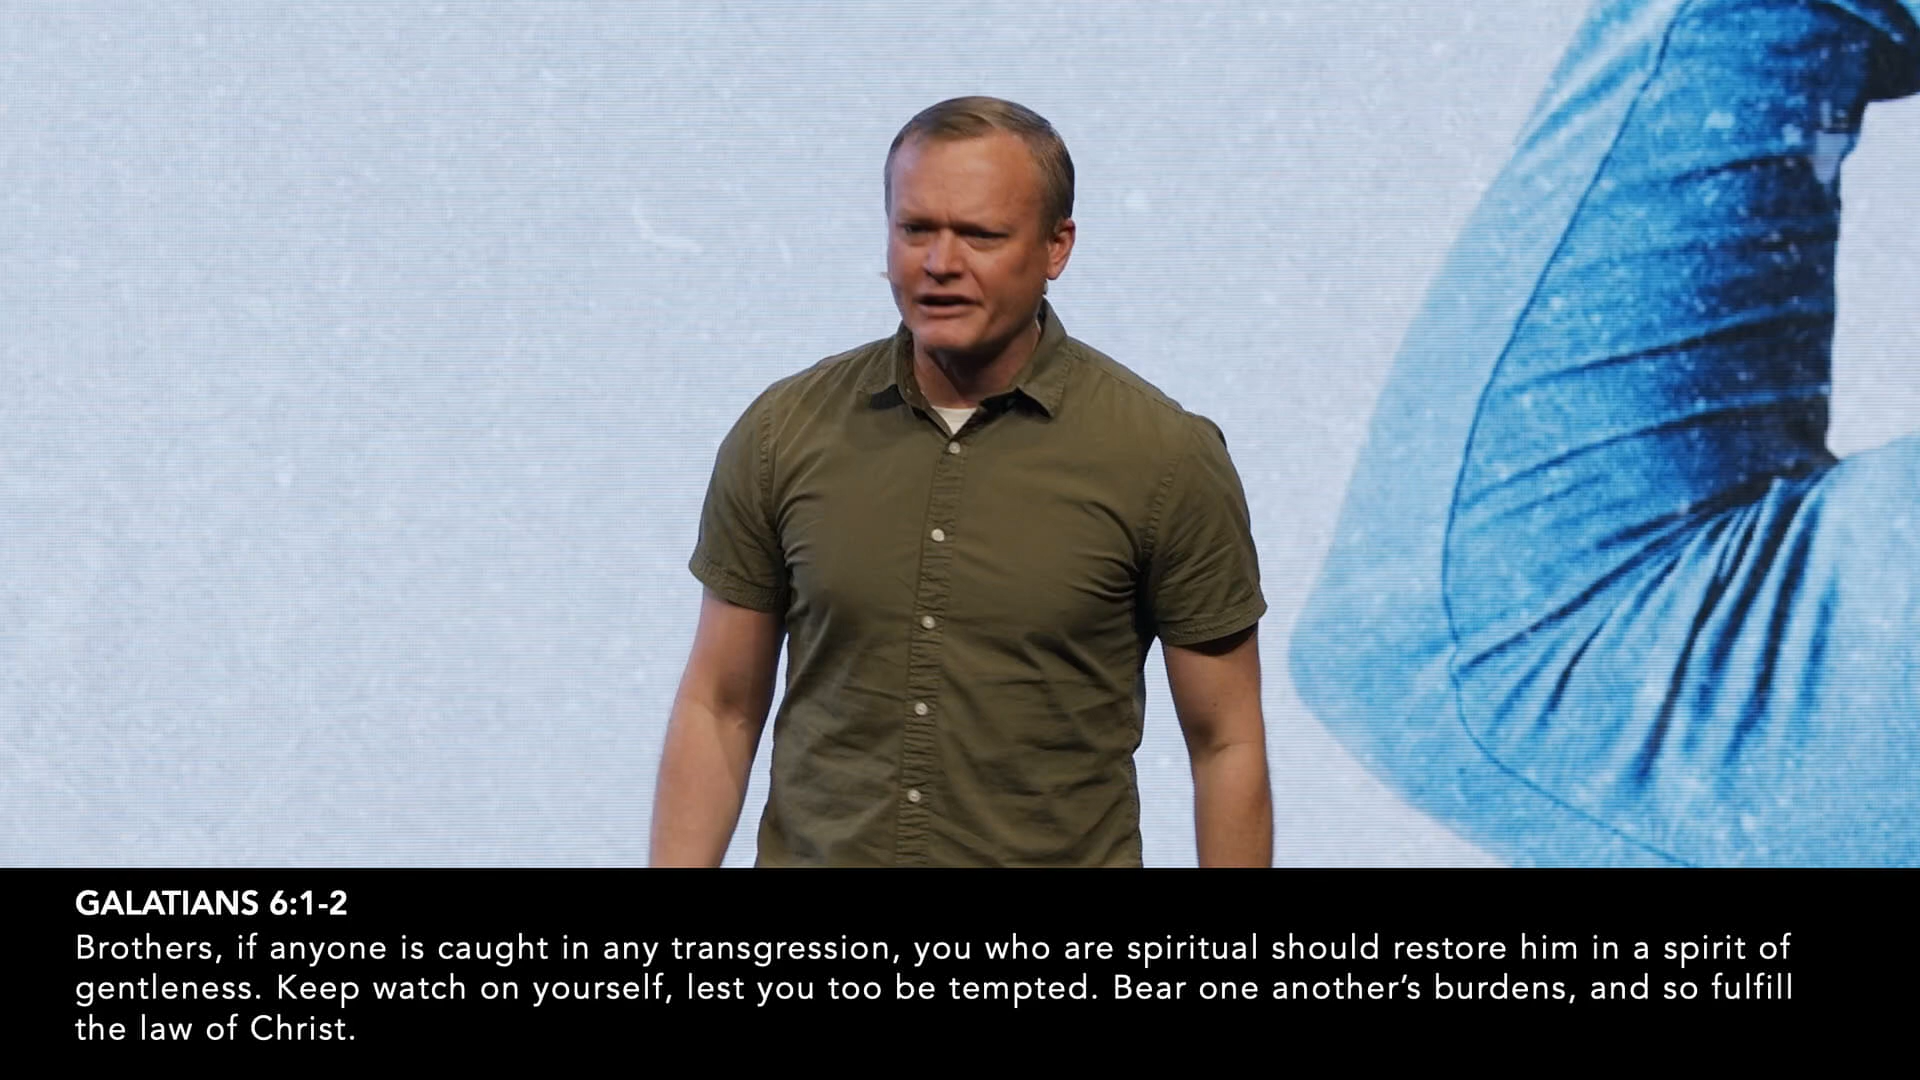 GALATIANS 6:1-2
Brothers, if anyone is caught in any transgression, you who are spiritual should restore him in a spirit of
gentleness. Keep watch on yourself, lest you too be tempted. Bear one another’s burdens, and so fulfill
the law of Christ.